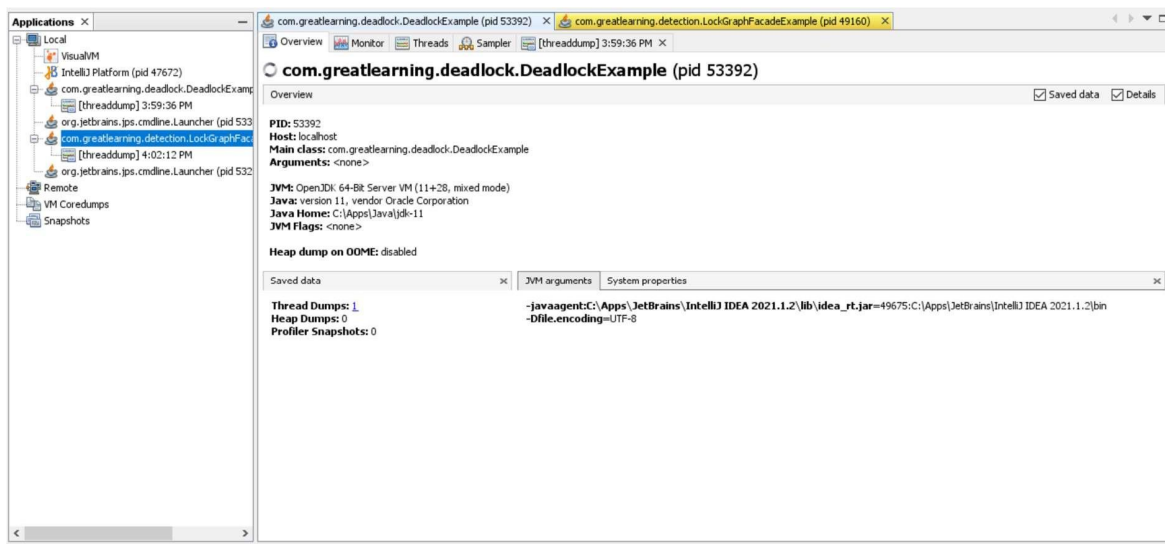 Applications
Local
VisualVM
IntelliJ Platform (pid 47672)
com.greatlearning.deadlock.DeadlockExamp
[threaddump] 3:59:36 PM
org.jetbrains.jps.cmdline.Launcher (pid 533
com.greatlearning.detection.LockGraphFaca
[threaddump] 4:02:12 PM
org.jetbrains.jps.cmdline.Launcher (pid 532
Remote
VM Coredumps
Snapshots
com.greatlearning.deadlock.DeadlockExample (pid 53392) com.greatlearning.detection.LockGraphFacadeExample (pid 49160)
Overview Monitor Threads Sampler [threaddump] 3:59:36 PM
com.greatlearning.deadlock.DeadlockExample (pid 53392)
Overview Saved data Details
PID: 53392
Host: localhost
Main class: com.greatlearning.deadlock.DeadlockExample
Arguments: <none>
JVM: OpenJDK 64-Bit Server VM (11+28, mixed mode)
Java: version 11, vendor Oracle Corporation
Java Home: C:\Apps\Java\jdk-11
JVM Flags: <none>
Heap dump on OOME: disabled
Saved data
Thread Dumps: 1
Heap Dumps: 0
Profiler Snapshots: 0
JVM arguments System properties
-javaagent:C:\Apps\JetBrains\IntelliJ IDEA 2021.1.2\lib\idea_rt.jar=49675:C:\Apps\JetBrains\IntelliJ IDEA 2021.1.2\bin
-Dfile.encoding=UTF-8